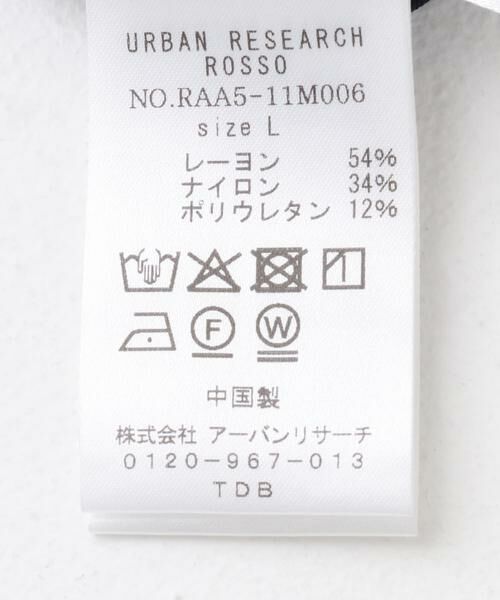 URBAN RESEARCH
ROSSO
NO.RAA5-11M006
size L
レーヨン 54%
ナイロン 34%
ポリウレタン 12%
F W
中国製
株式会社 アーバンリサーチ
0120-967-013
TDB